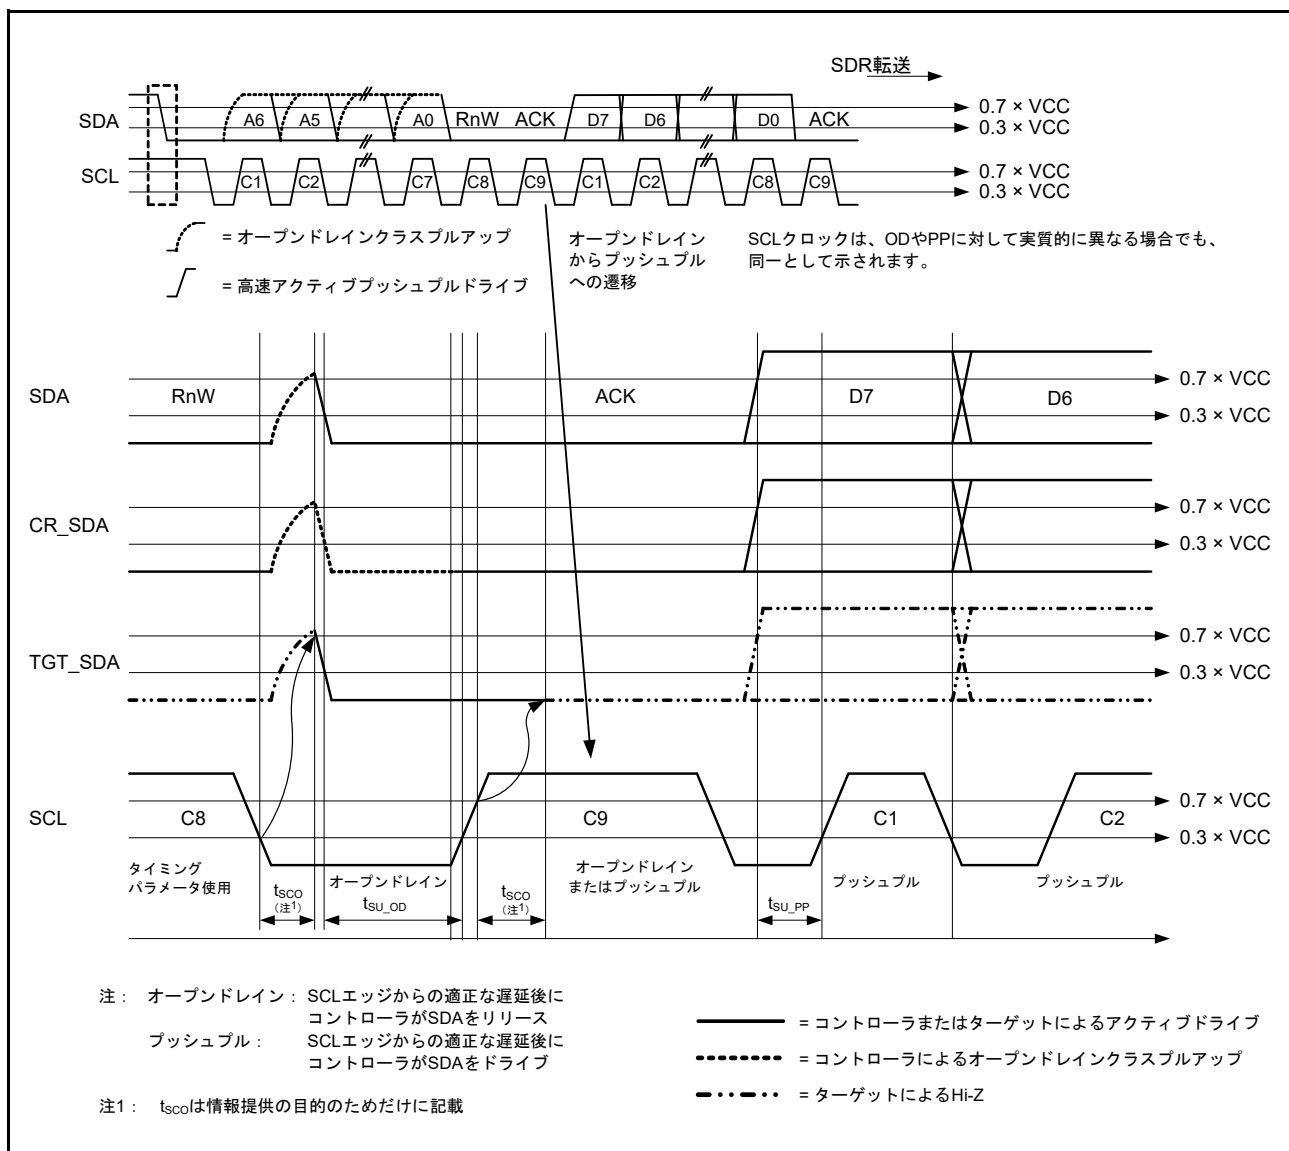 SDR転送
SDA A6 A5 A0 RnW ACK D7 D6 D0 ACK
0.7 × VCC
0.3 × VCC
SCL C1 C2 C7 C8 C9 C1 C2 C8 C9
0.7 × VCC
0.3 × VCC
= オープンドレインクラスプルアップ
= 高速アクティブプッシュプルドライブ
オープンドレイン
からプッシュプル
への遷移
SCLクロックは、ODやPPに対して実質的に異なる場合でも、
同一として示されます。
SDA RnW ACK D7 D6
0.7 × VCC
0.3 × VCC
CR_SDA
0.7 × VCC
0.3 × VCC
TGT_SDA
0.7 × VCC
0.3 × VCC
SCL C8 C9 C1 C2
0.7 × VCC
0.3 × VCC
タイミング
パラメータ使用
tSCO
(注1)
オープンドレイン
tSU_OD
tSCO
(注1)
オープンドレイン
またはプッシュプル
tSU_PP
プッシュプル
プッシュプル
注： オープンドレイン： SCLエッジからの適正な遅延後に
コントローラがSDAをリリース
プッシュプル： SCLエッジからの適正な遅延後に
コントローラがSDAをドライブ
注1： tSCOは情報提供の目的のためだけに記載
= コントローラまたはターゲットによるアクティブドライブ
= コントローラによるオープンドレインクラスプルアップ
= ターゲットによるHi-Z